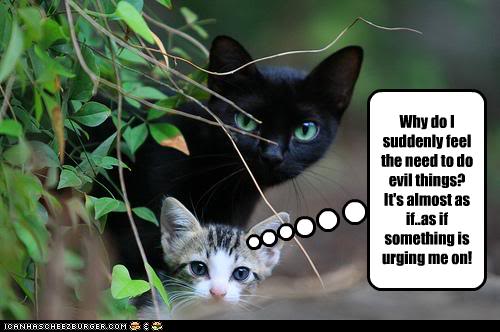 Why do I
suddenly feel
the need to do
evil things?
It's almost as
if..as if
something is
urging me on!
ICANHASCHEEZBURGER.COM